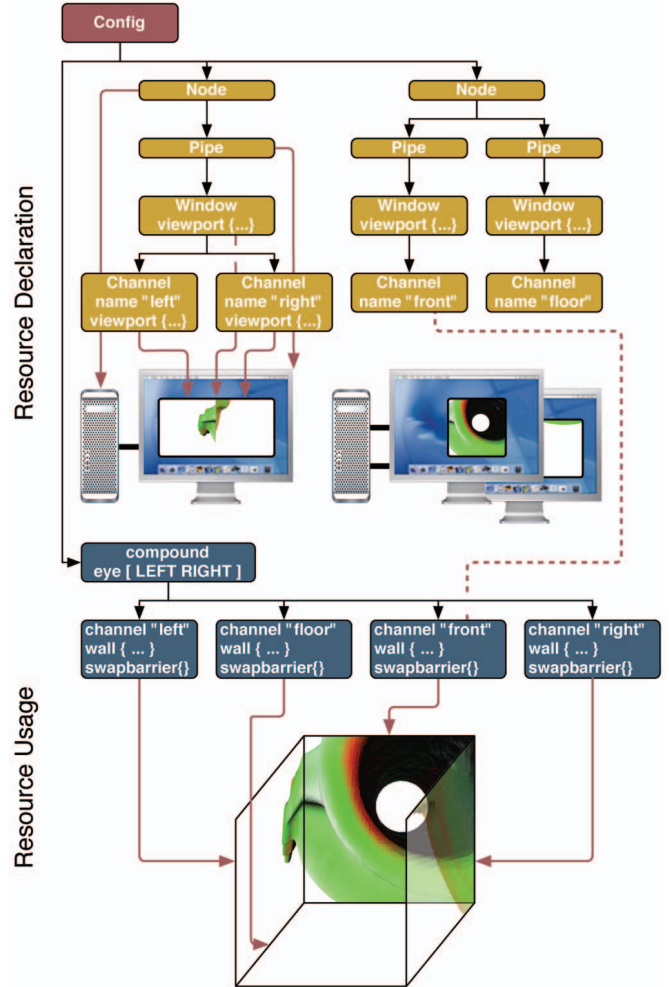 Config
Resource Declaration
Node
Node
Pipe
Pipe
Pipe
Window
viewport {...}
Window
viewport {...}
Window
viewport {...}
Channel
name "left"
viewport {...}
Channel
name "right"
viewport {...}
Channel
name "front"
Channel
name "floor"
compound
eye [ LEFT RIGHT ]
Resource Usage
channel "left"
wall { ... }
swapbarrier{}
channel "floor"
wall { ... }
swapbarrier{}
channel "front"
wall { ... }
swapbarrier{}
channel "right"
wall { ... }
swapbarrier{}